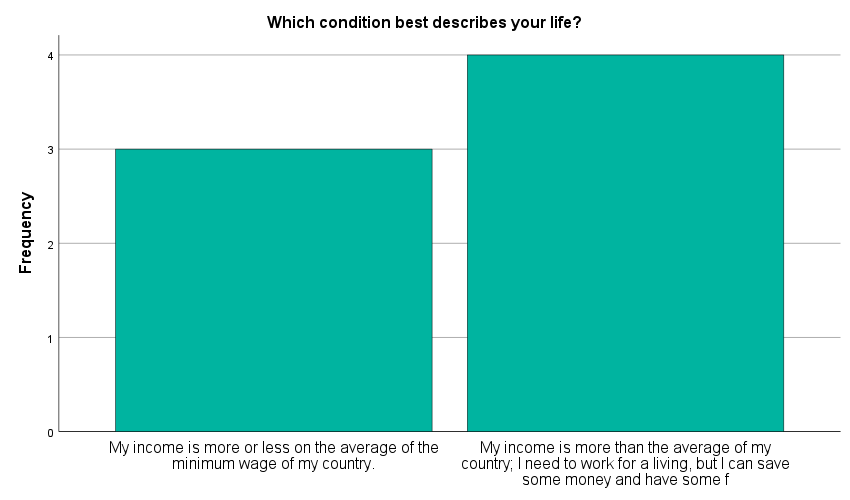 Which condition best describes your life?
4
3
2
1
0
Frequency
My income is more or less on the average of the
minimum wage of my country.
My income is more than the average of my
country; I need to work for a living, but I can save
some money and have some f